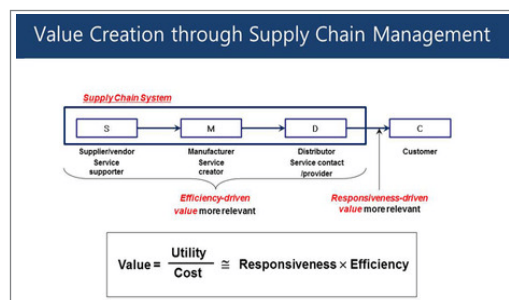 Value Creation through Supply Chain Management
Supply Chain System
S
M
D
C
Supplier/vendor
Service
supporter
Manufacturer
Service
creator
Distributor
Service contact
/provider
Customer
Efficiency-driven
value more relevant
Responsiveness-driven
value more relevant
Value = Utility / Cost ≅ Responsiveness × Efficiency